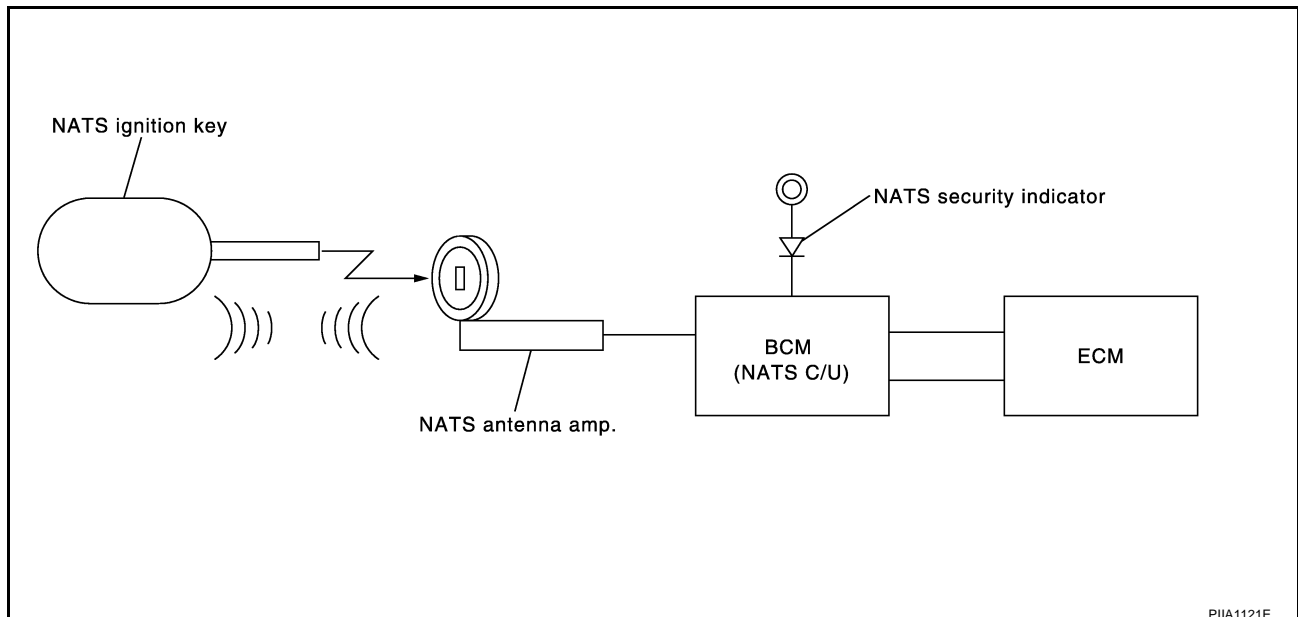 NATS ignition key
NATS security indicator
BCM
(NATS C/U)
ECM
NATS antenna amp.
PIIA1121E